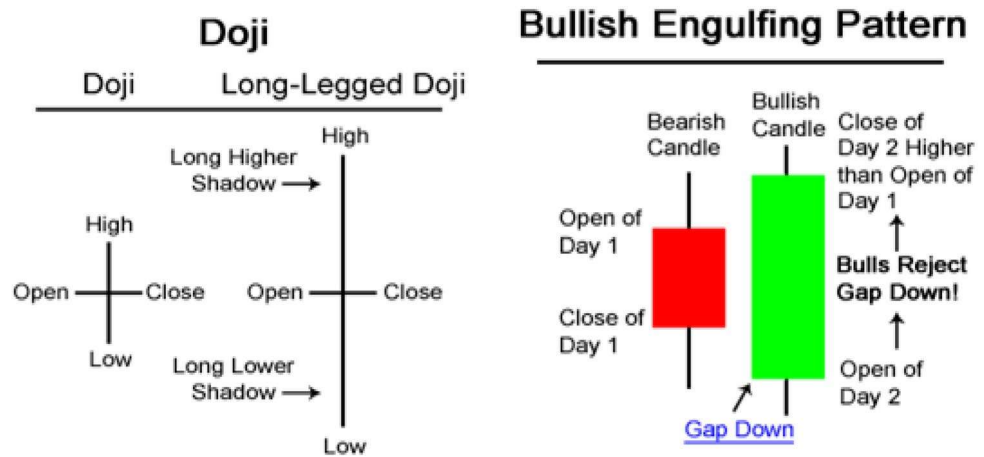 Doji
Doji
Long-Legged Doji
High
Long Higher
Shadow
High
Open
Close
Open
Close
Low
Long Lower
Shadow
Low
Bullish Engulfing Pattern
Bearish
Candle
Bullish
Candle
Close of
Day 2 Higher
than Open of
Day 1
Open of
Day 1
Bulls Reject
Gap Down!
Close of
Day 1
Open of
Day 2
Gap Down